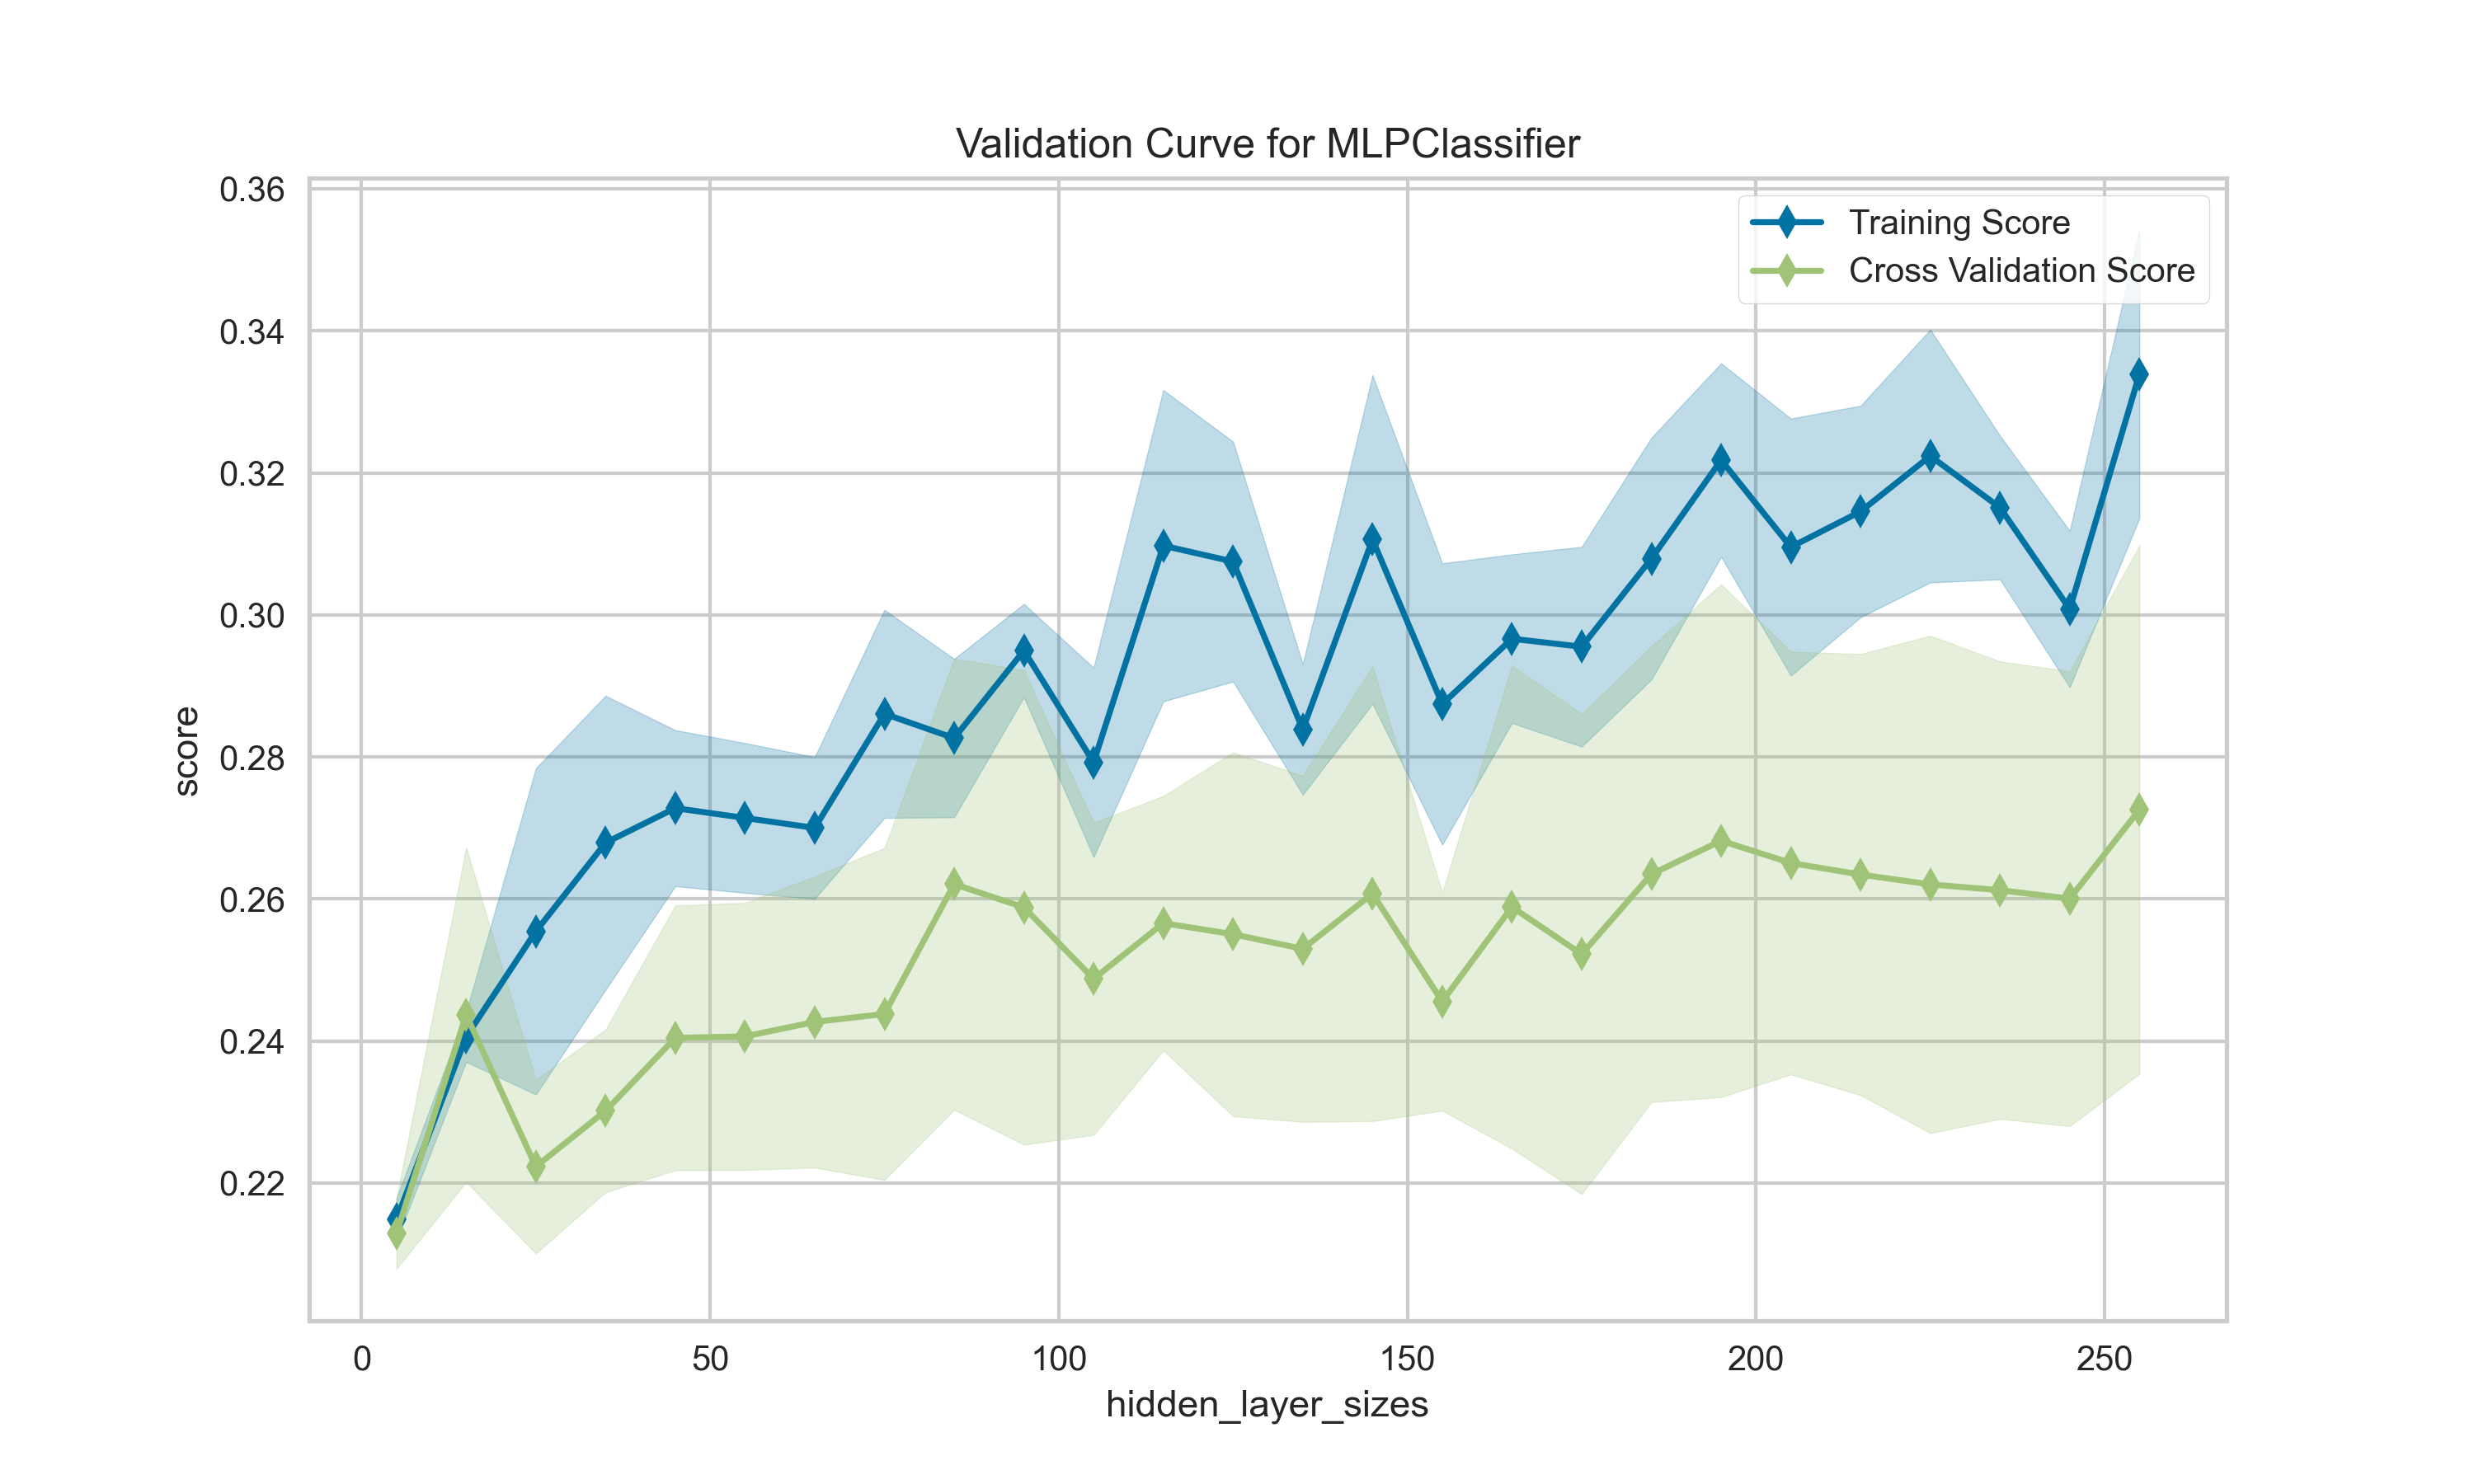 Validation Curve for MLPClassifier
Training Score
Cross Validation Score
score
0.36
0.34
0.32
0.30
0.28
0.26
0.24
0.22
0 50 100 150 200 250
hidden_layer_sizes